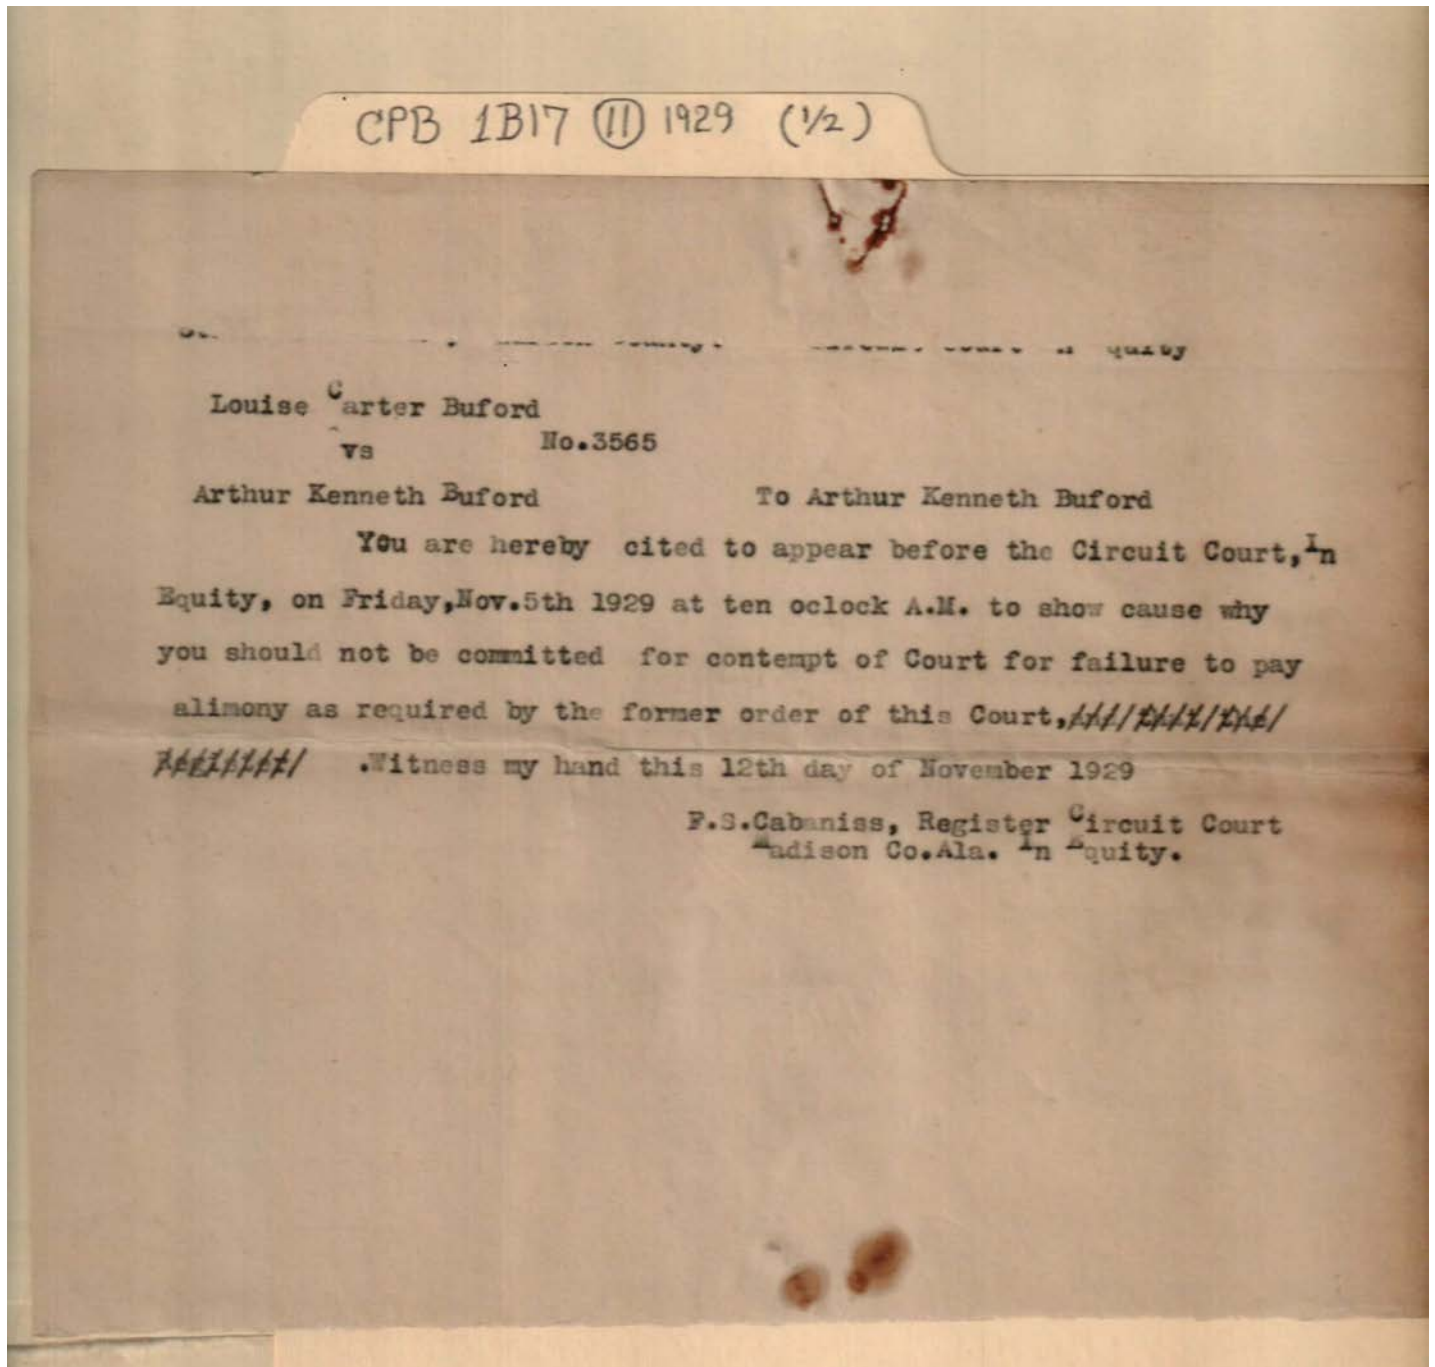 CPB 1B17 (11) 1929 (1/2)
County. Court In Equity
Louise Carter Buford
vs No.3565
Arthur Kenneth Buford To Arthur Kenneth Buford
You are hereby cited to appear before the Circuit Court, In
Equity, on Friday,Nov.5th 1929 at ten oclock A.M. to show cause why
you should not be committed for contempt of Court for failure to pay
alimony as required by the former order of this Court,
.Witness my hand this 12th day of November 1929
F.S.Cabaniss, Register Circuit Court
Madison Co.Ala. In Equity.